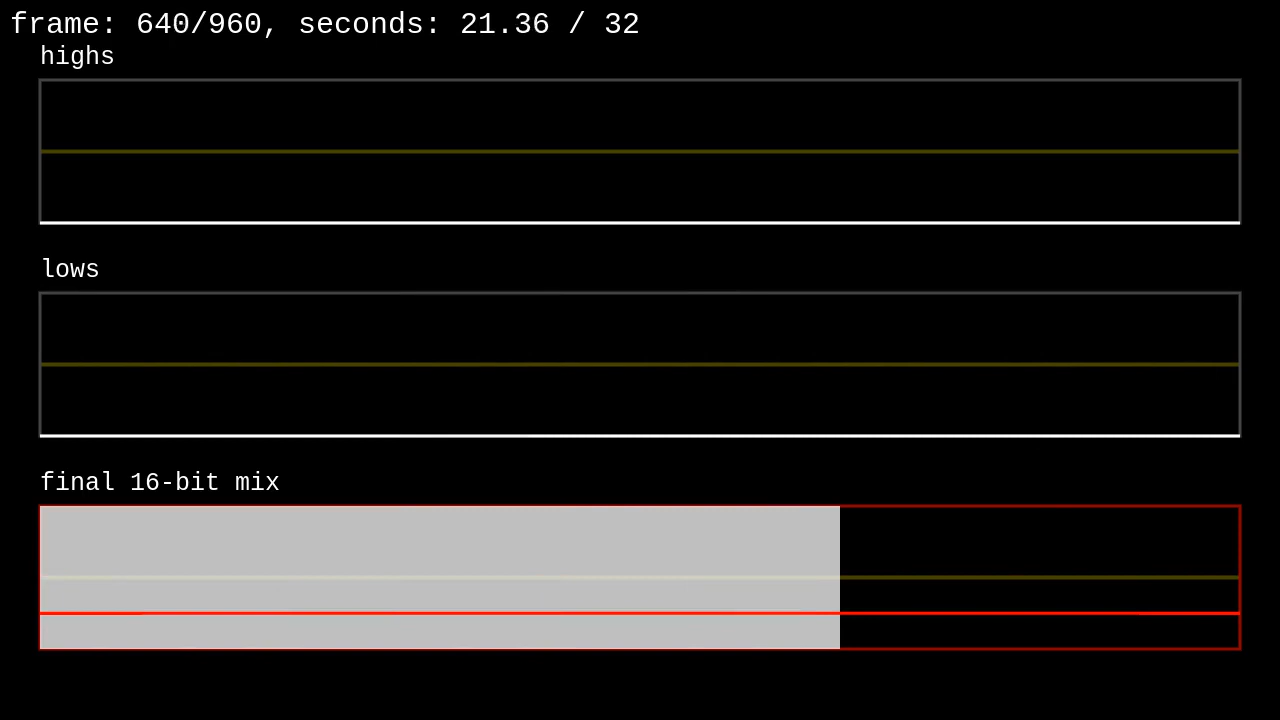 frame: 640/960, seconds: 21.36 / 32
highs
lows
final 16-bit mix